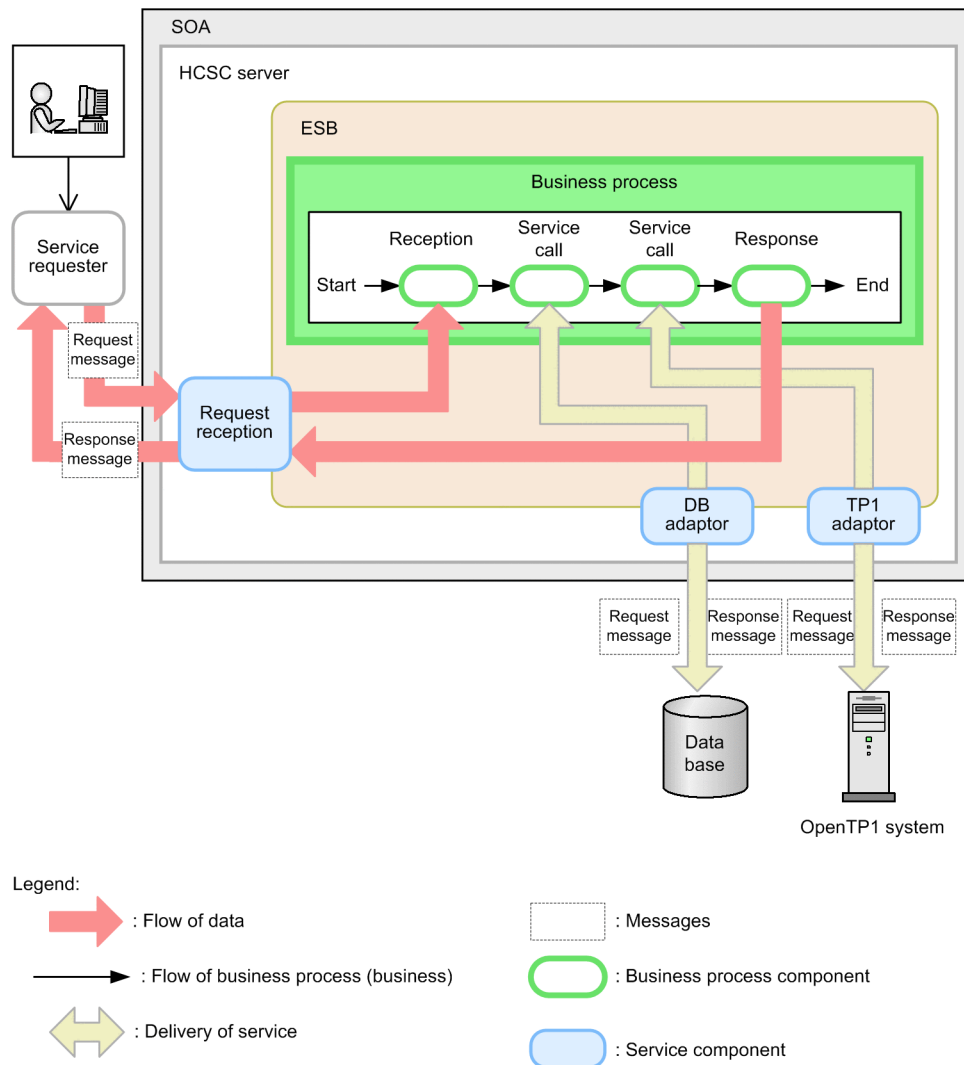 SOA
HCSC server
ESB
Business process
Reception
Service
call
Service
call
Response
Start
End
Service
requester
Request
message
Request
reception
Response
message
DB
adaptor
TP1
adaptor
Request
message
Response
message
Request
message
Response
message
Data
base
OpenTP1 system
Legend:
: Flow of data
: Messages
: Flow of business process (business)
: Business process component
: Delivery of service
: Service component